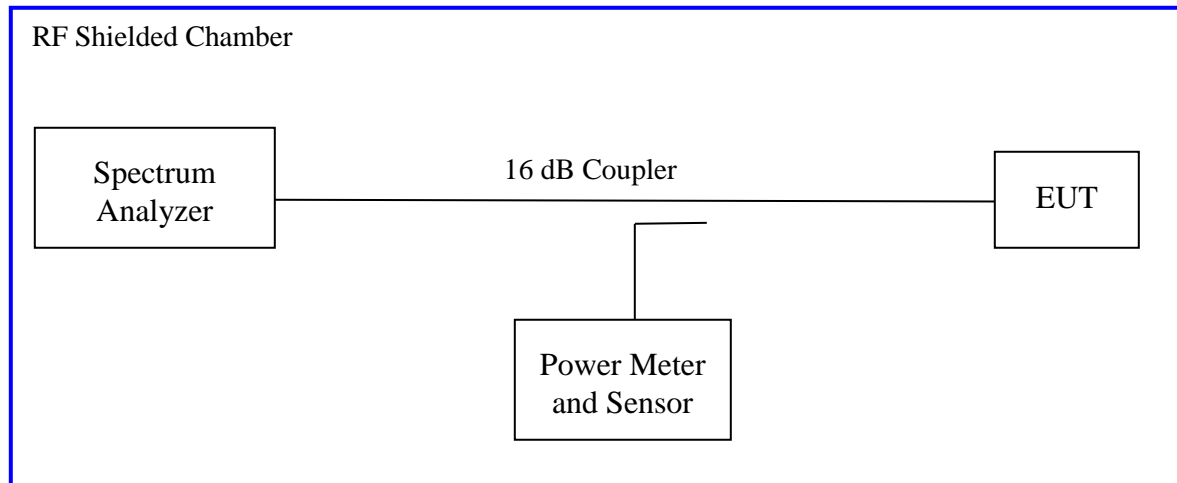 RF Shielded Chamber
Spectrum
Analyzer
16 dB Coupler
EUT
Power Meter
and Sensor